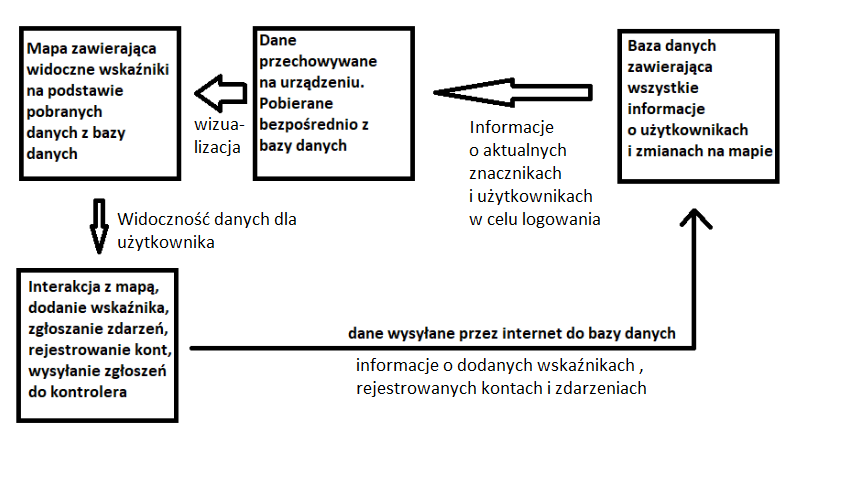 Mapa zawierająca
widoczne wskaźniki
na podstawie
pobranych
danych z bazy
danych
wizua-
lizacja
Dane
przechowywane
na urządzeniu.
Pobierane
bezpośrednio z
bazy danych
Informacje
o aktualnych
znacznikach
i użytkownikach
w celu logowania
Baza danych
zawierająca
wszystkie
informacje
o użytkownikach
i zmianach na mapie
Widoczność danych dla
użytkownika
Interakcja z mapą,
dodanie wskaźnika,
zgłoszanie zdarzeń,
rejestrowanie kont,
wysyłanie zgłoszeń
do kontrolera
dane wysyłane przez internet do bazy danych
informacje o dodanych wskaźnikach ,
rejestrowanych kontach i zdarzeniach